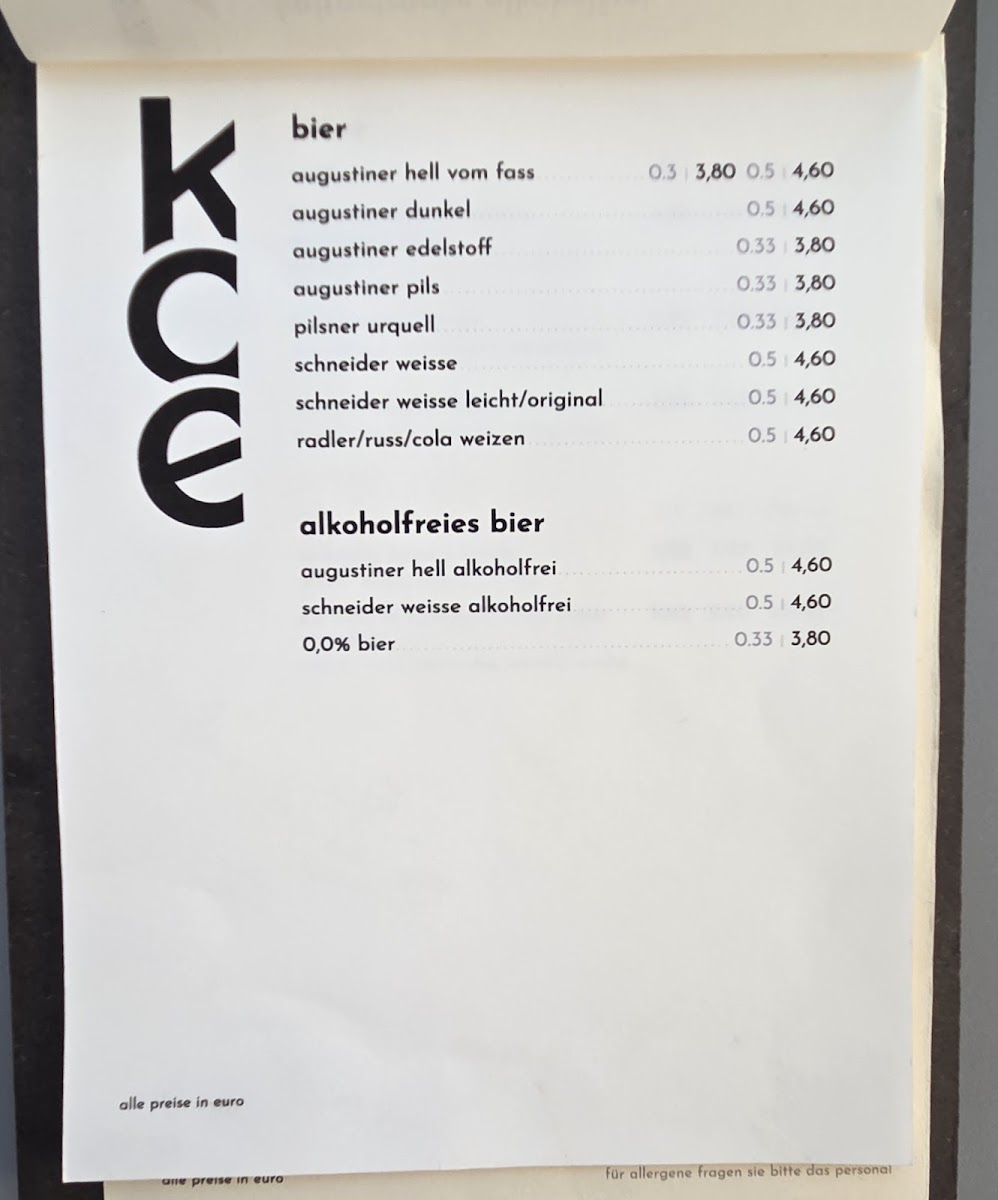 kce
bier
augustiner hell vom fass 0.3 | 3,80 0.5 | 4,60
augustiner dunkel 0.5 | 4,60
augustiner edelstoff 0.33 | 3,80
augustiner pils 0.33 | 3,80
pilsner urquell 0.33 | 3,80
schneider weisse 0.5 | 4,60
schneider weisse leicht/original 0.5 | 4,60
radler/russ/cola weizen 0.5 | 4,60
alkoholfreies bier
augustiner hell alkoholfrei 0.5 | 4,60
schneider weisse alkoholfrei 0.5 | 4,60
0,0% bier 0.33 | 3,80
alle preise in euro
alle preise in euro
für allergene fragen sie bitte das personal